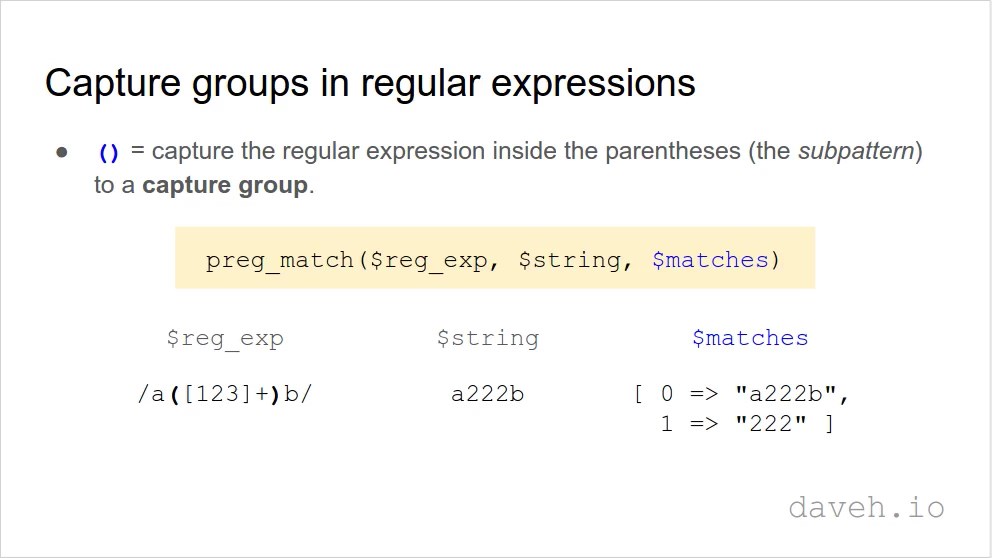 Capture groups in regular expressions
● () = capture the regular expression inside the parentheses (the subpattern)
to a capture group.
preg_match($reg_exp, $string, $matches)
$reg_exp $string $matches
/a([123]+)b/ a222b [ 0 => "a222b",
1 => "222" ]
daveh.io